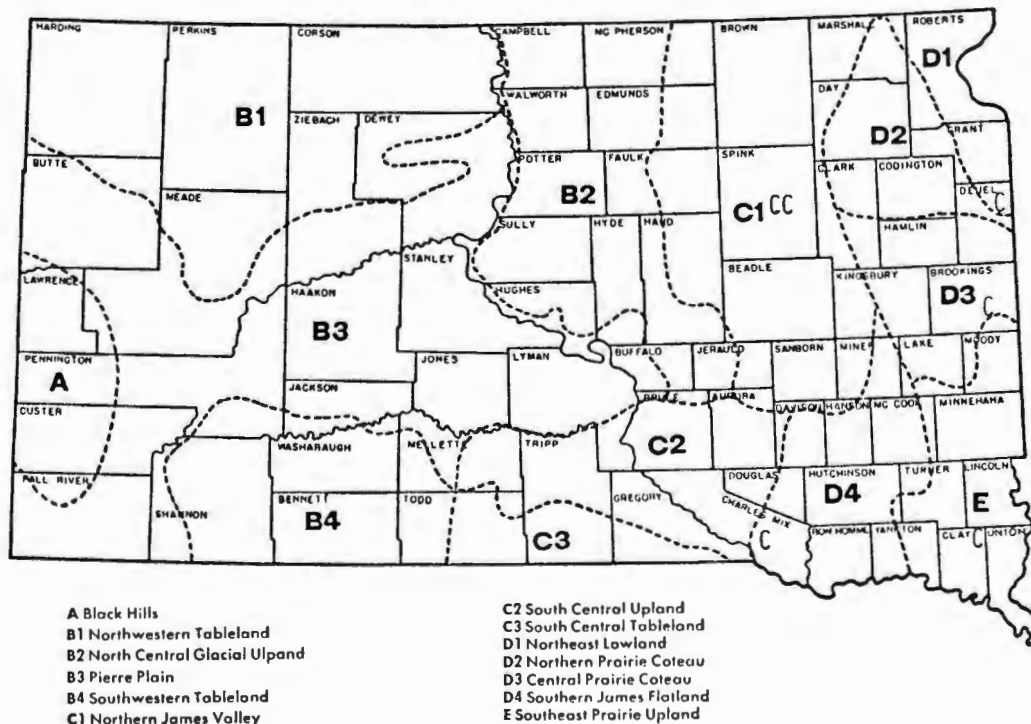 HARDING PERKINS CORSON CAMPBELL MC PHERSON BROWN MARSHALL ROBERTS
D1
WALWORTH EDMUNDS DAY
B1 ZIEBACH DEWEY D2 GRANT
BUTTE POTTER FAULK SPINK CLARK CODINGTON
MEADE B2 C1 CC DEUEL C
SULLY HYDE HAND HAMLIN
LAWRENCE STANLEY BEADLE KINGSBURY BROOKINGS
HAAKON HUGHES D3 C
B3
PENNINGTON JONES LYMAN BUFFALO JERAULD SANBORN MINER LAKE MOODY
A JACKSON
CUSTER BRULE AURORA DAVISON HANSON MC COOK MINNEHAHA
WASHABAUGH MELLETTE TRIPP C2
FALL RIVER DOUGLAS HUTCHINSON TURNER LINCOLN
SHANNON BENNETT TODD GREGORY CHARLES MIX D4 E
B4 C3 C BON HOMME YANKTON CLAY C UNION
A Black Hills
B1 Northwestern Tableland
B2 North Central Glacial Ulpand
B3 Pierre Plain
B4 Southwestern Tableland
C1 Northern James Valley
C2 South Central Upland
C3 South Central Tableland
D1 Northeast Lowland
D2 Northern Prairie Coteau
D3 Central Prairie Coteau
D4 Southern James Flatland
E Southeast Prairie Upland